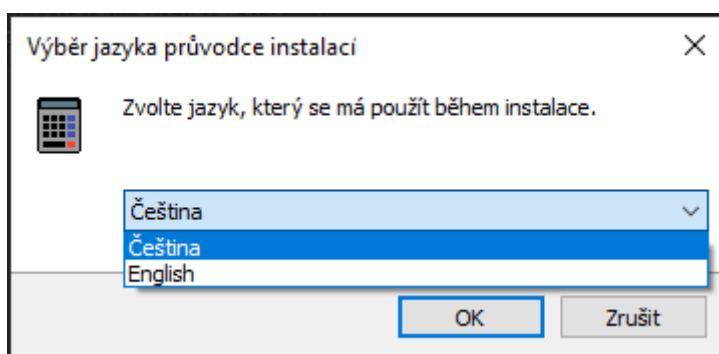 Výběr jazyka průvodce instalací
Zvolte jazyk, který se má použít během instalace.
Čeština
Čeština
English
OK
Zrušit